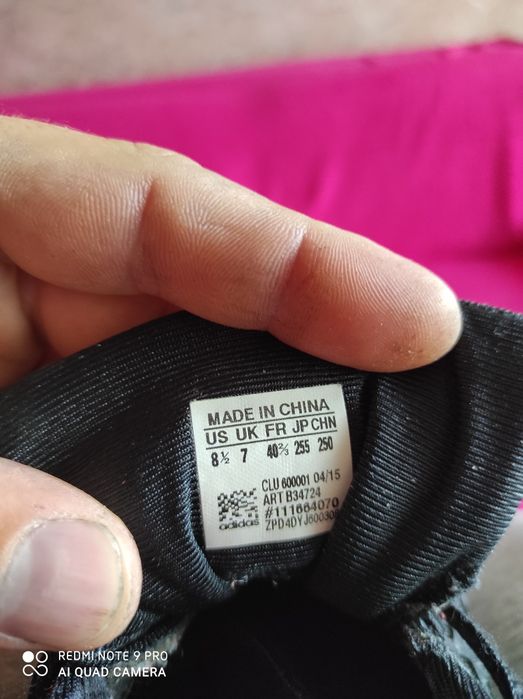 MADE IN CHINA
US UK FR JP CHN
8½ 7 40⅔ 255 250
CLU 600001 04/15
ART B34724
#111664070
adidas
REDMI NOTE 9 PRO
AI QUAD CAMERA